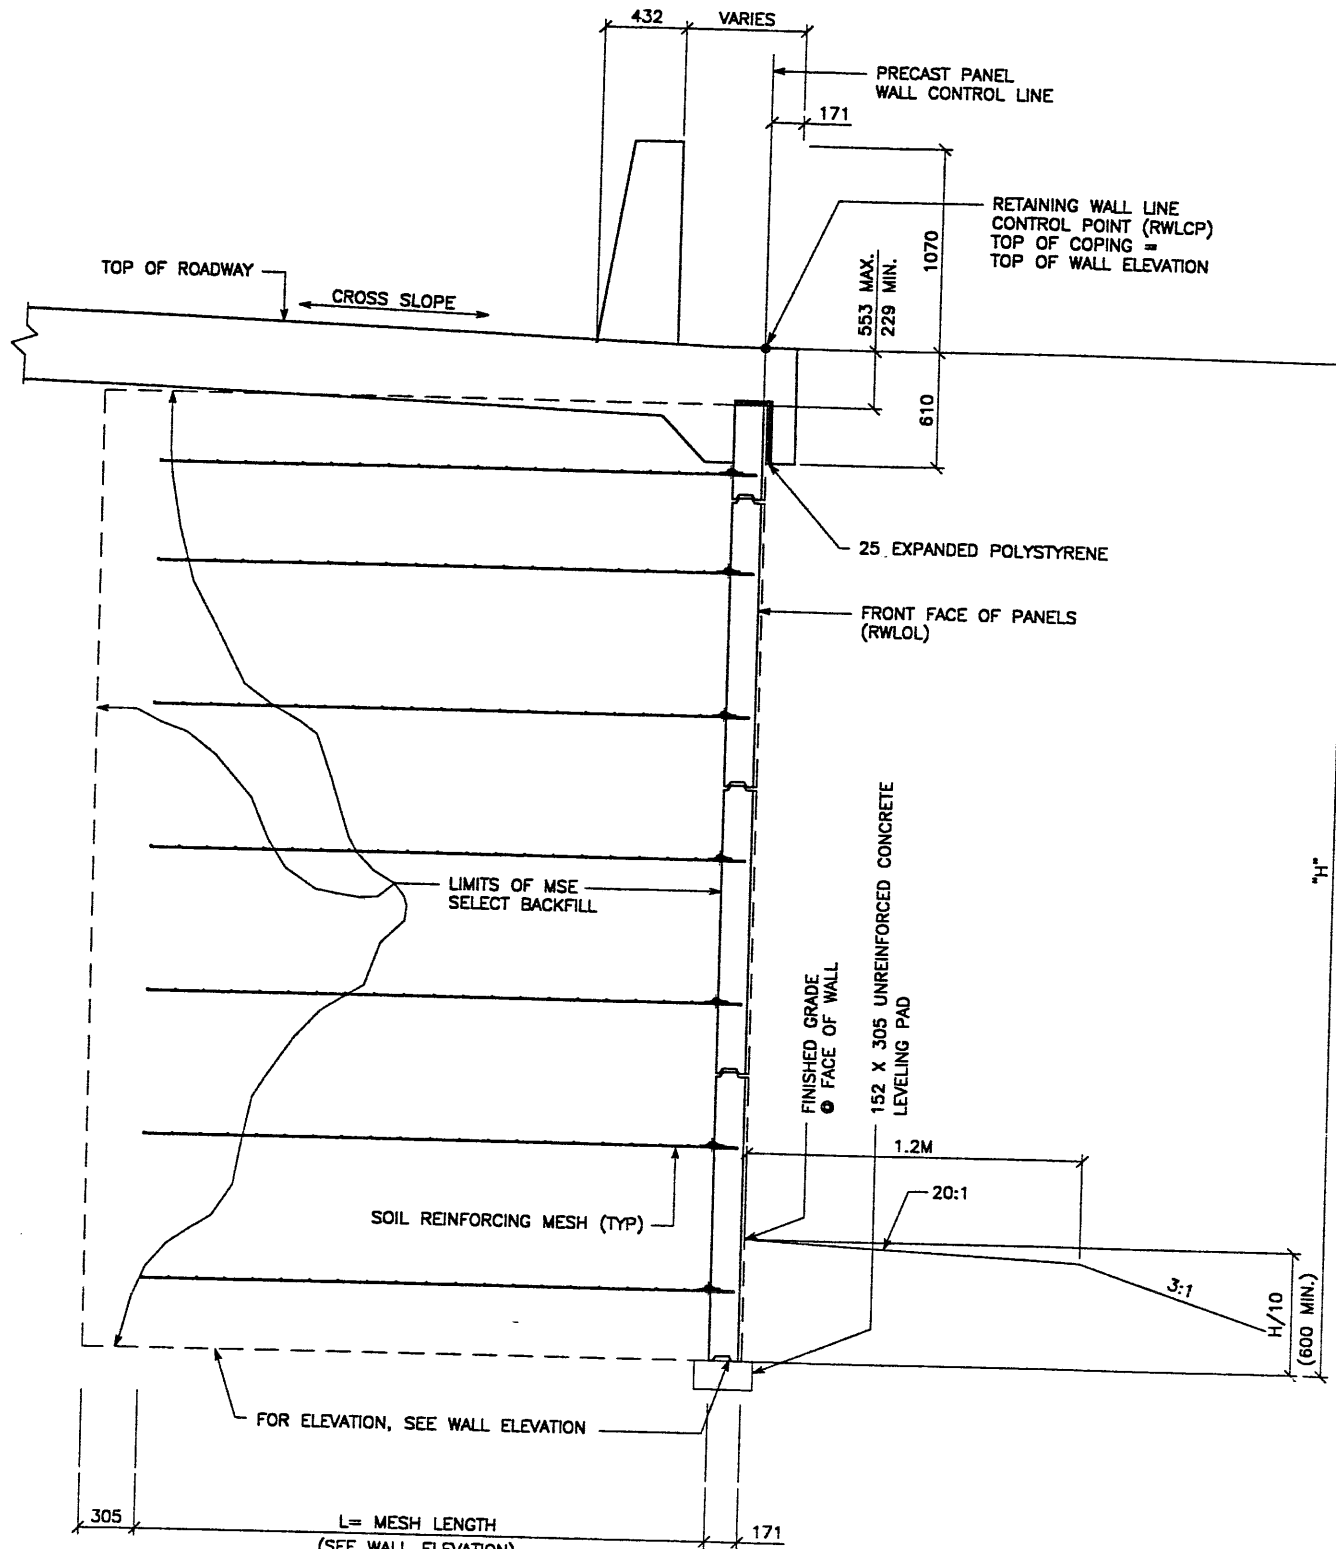 432
VARIES
PRECAST PANEL
WALL CONTROL LINE
171
RETAINING WALL LINE
CONTROL POINT (RWLCP)
TOP OF COPING =
TOP OF WALL ELEVATION
1070
553 MAX.
229 MIN.
TOP OF ROADWAY
CROSS SLOPE
610
25 EXPANDED POLYSTYRENE
FRONT FACE OF PANELS
(RWLOL)
"H"
LIMITS OF MSE
SELECT BACKFILL
FINISHED GRADE
@ FACE OF WALL
152 X 305 UNREINFORCED CONCRETE
LEVELING PAD
1.2M
20:1
SOIL REINFORCING MESH (TYP)
3:1
H/10
(600 MIN.)
FOR ELEVATION, SEE WALL ELEVATION
305
L= MESH LENGTH
(SEE WALL ELEVATION)
171